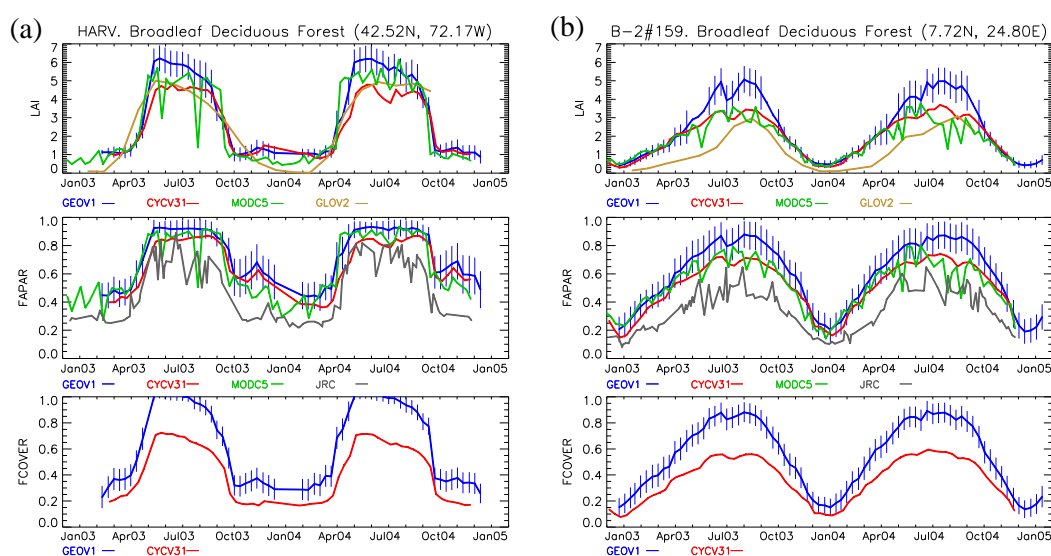 (a) HARV. Broadleaf Deciduous Forest (42.52N, 72.17W)
LAI
6
5
4
3
2
1
0
Jan03 Apr03 Jul03 Oct03 Jan04 Apr04 Jul04 Oct04 Jan05
GEOV1 CYCV31 MODC5 GLOV2
FAPAR
1.0
0.8
0.6
0.4
0.2
0.0
Jan03 Apr03 Jul03 Oct03 Jan04 Apr04 Jul04 Oct04 Jan05
GEOV1 CYCV31 MODC5 JRC
FCOVER
1.0
0.8
0.6
0.4
0.2
0.0
Jan03 Apr03 Jul03 Oct03 Jan04 Apr04 Jul04 Oct04 Jan05
GEOV1 CYCV31
(b) B-2#159. Broadleaf Deciduous Forest (7.72N, 24.80E)
LAI
6
5
4
3
2
1
0
Jan03 Apr03 Jul03 Oct03 Jan04 Apr04 Jul04 Oct04 Jan05
GEOV1 CYCV31 MODC5 GLOV2
FAPAR
1.0
0.8
0.6
0.4
0.2
0.0
Jan03 Apr03 Jul03 Oct03 Jan04 Apr04 Jul04 Oct04 Jan05
GEOV1 CYCV31 MODC5 JRC
FCOVER
1.0
0.8
0.6
0.4
0.2
0.0
Jan03 Apr03 Jul03 Oct03 Jan04 Apr04 Jul04 Oct04 Jan05
GEOV1 CYCV31